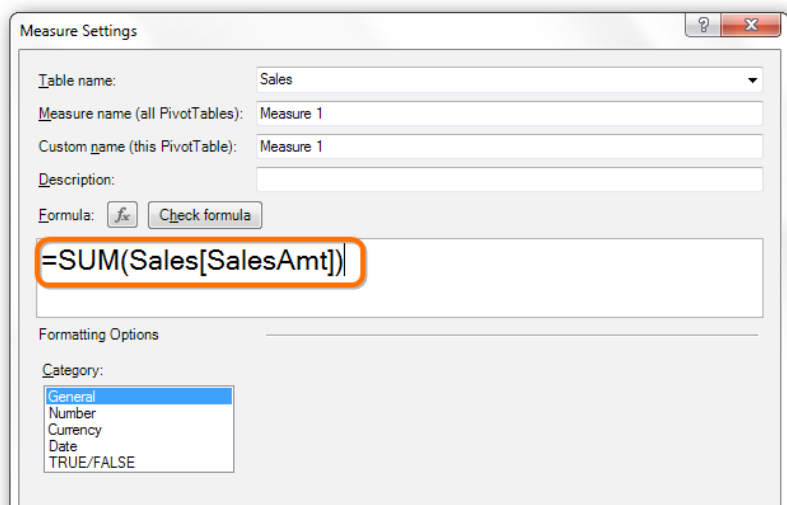 Measure Settings
Table name: Sales
Measure name (all PivotTables): Measure 1
Custom name (this PivotTable): Measure 1
Description:
Formula: fx Check formula
=SUM(Sales[SalesAmt])
Formatting Options
Category:
General
Number
Currency
Date
TRUE/FALSE